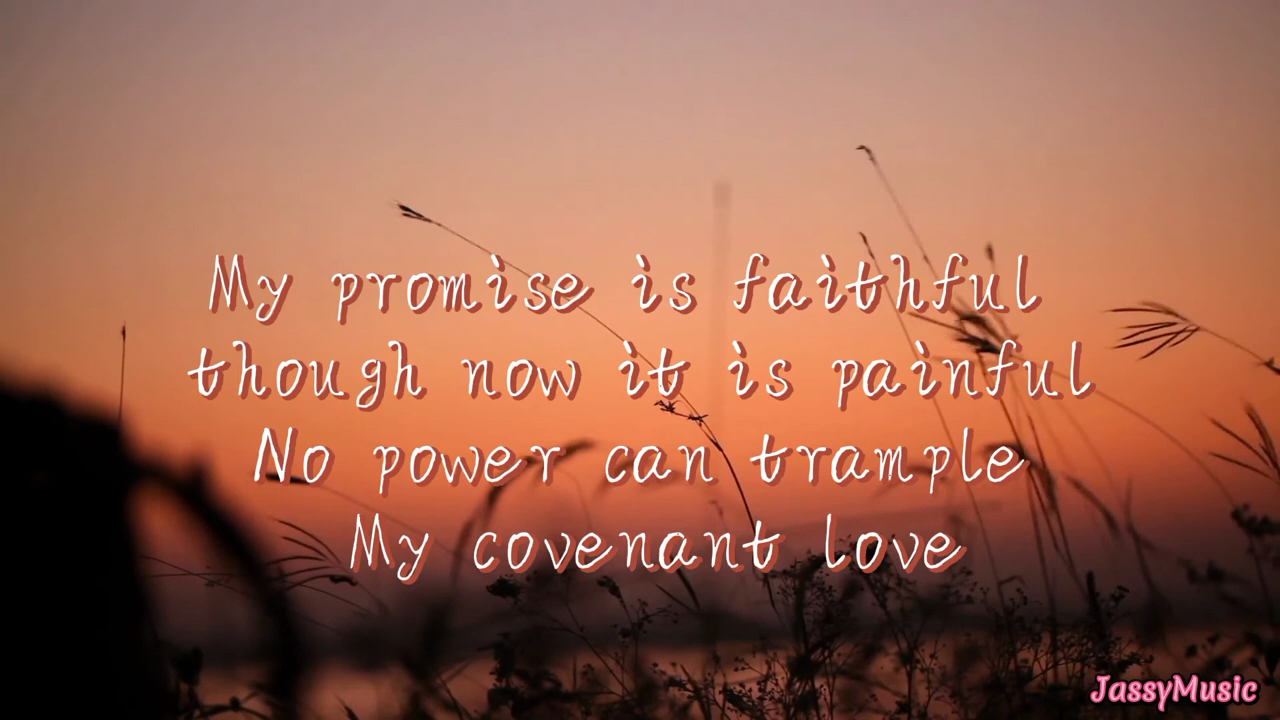 My promise is faithful
though now it is painful
No power can trample
My covenant love
JassyMusic